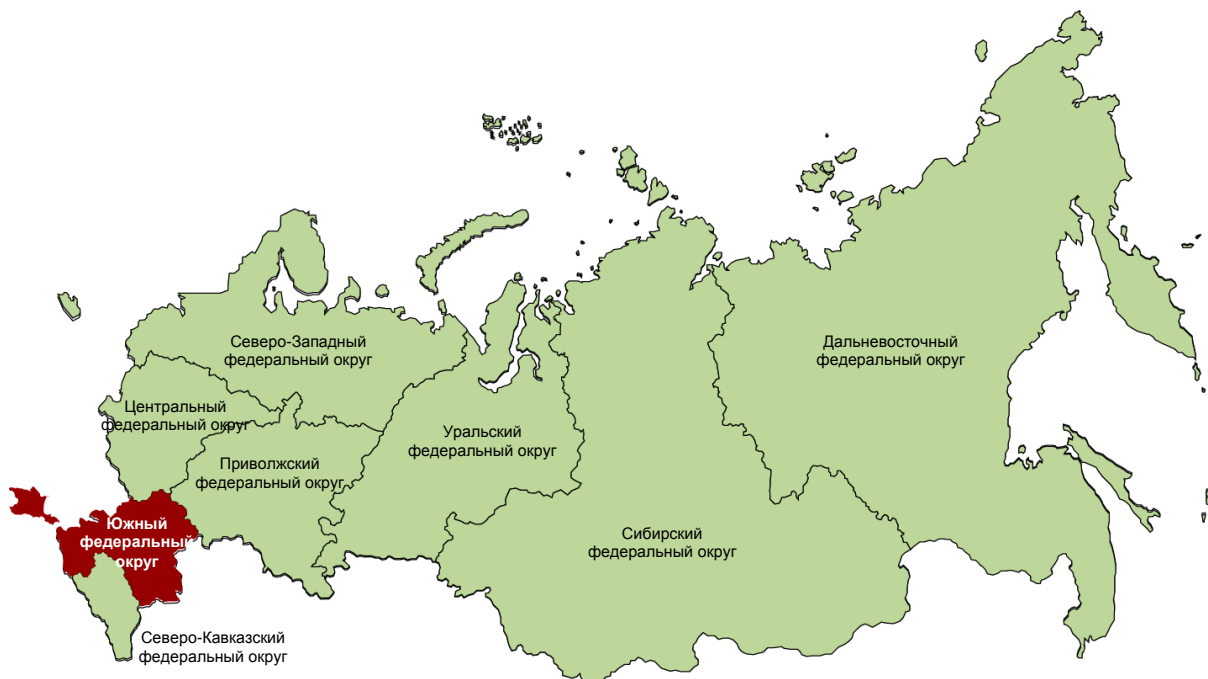 Северо-Западный
федеральный округ
Дальневосточный
федеральный округ
Центральный
федеральный округ
Уральский
федеральный округ
Приволжский
федеральный округ
Южный
федеральный
округ
Сибирский
федеральный округ
Северо-Кавказский
федеральный округ